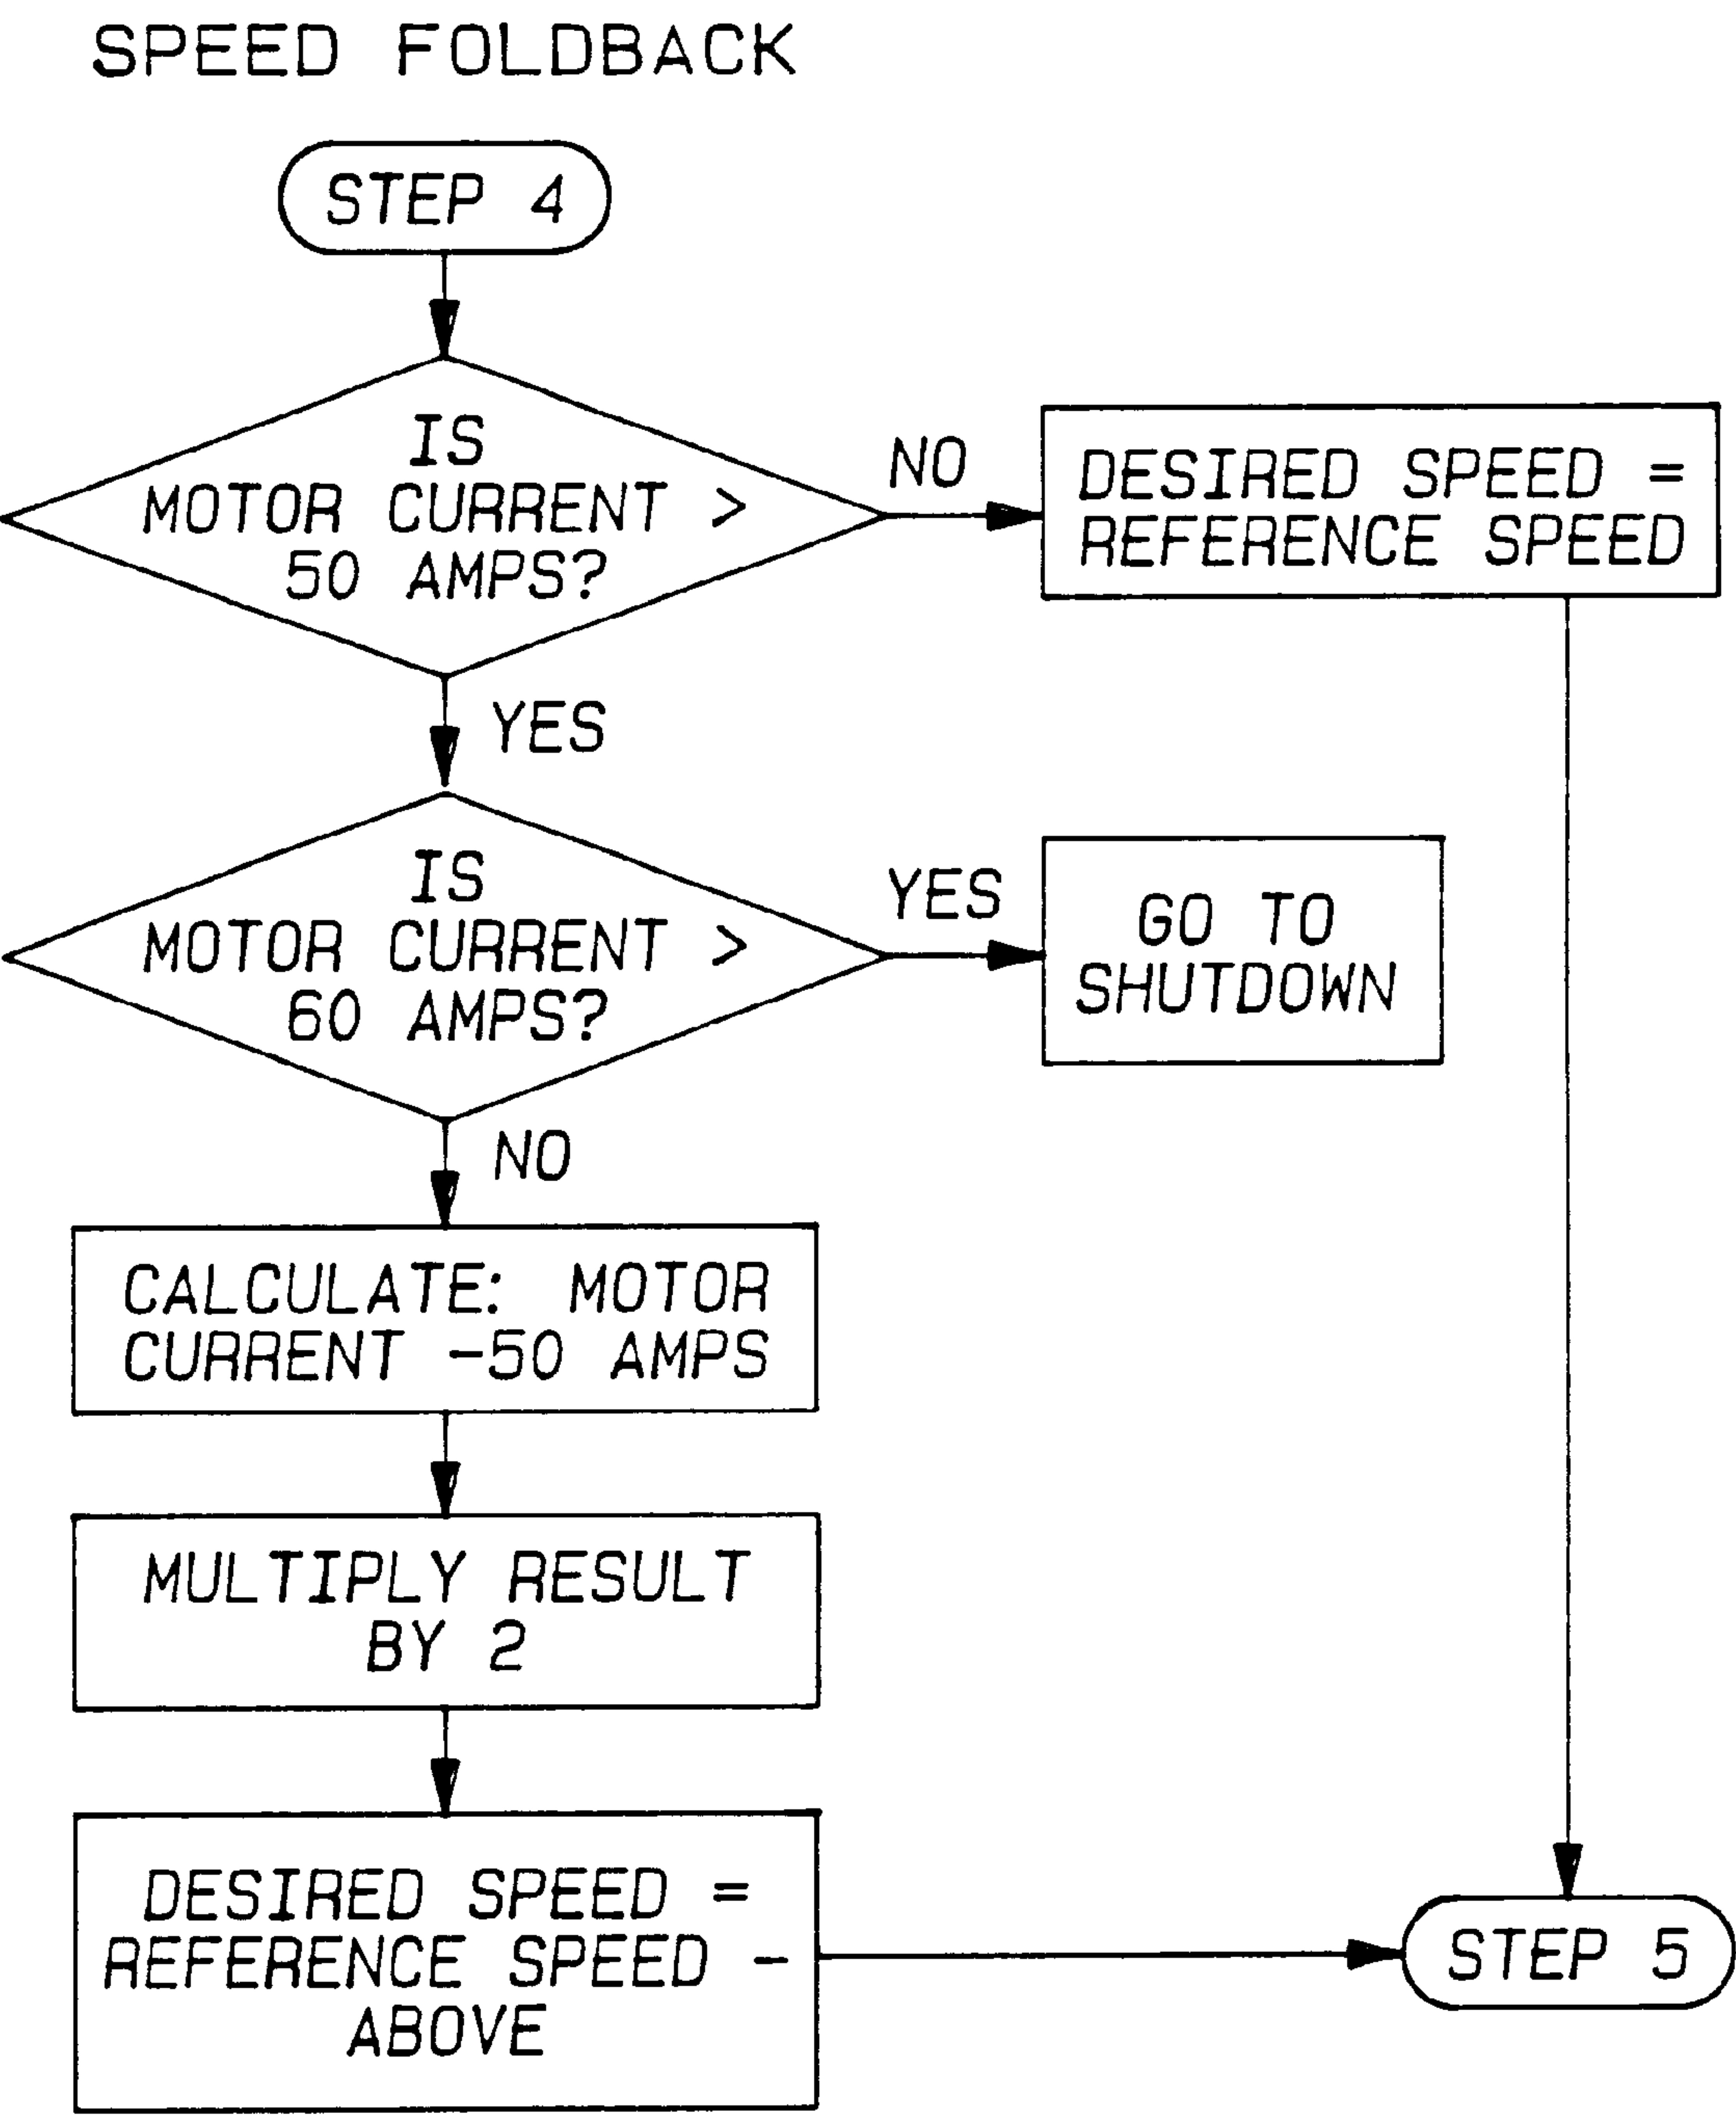 SPEED FOLDBACK
STEP 4
IS
MOTOR CURRENT >
50 AMPS?
NO
DESIRED SPEED =
REFERENCE SPEED
YES
IS
MOTOR CURRENT >
60 AMPS?
YES
GO TO
SHUTDOWN
NO
CALCULATE: MOTOR
CURRENT -50 AMPS
MULTIPLY RESULT
BY 2
DESIRED SPEED =
REFERENCE SPEED -
ABOVE
STEP 5